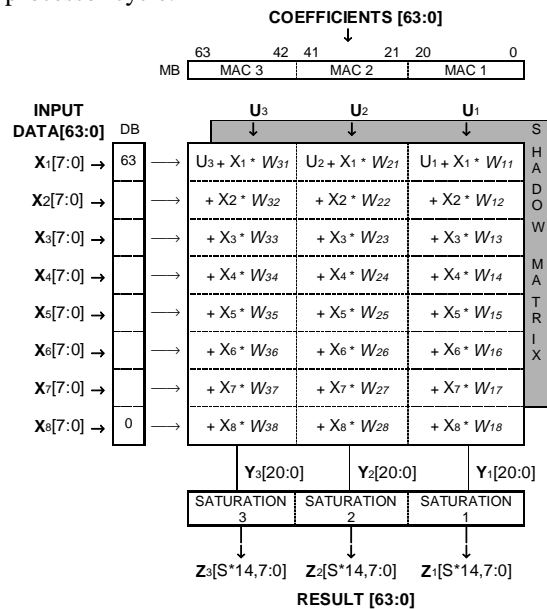 COEFFICIENTS [63:0]
63 42 41 21 20 0
MB MAC 3 MAC 2 MAC 1
INPUT
DATA[63:0] DB U3 U2 U1
X1[7:0] 63 U3 + X1 * W31 U2 + X1 * W21 U1 + X1 * W11
X2[7:0] + X2 * W32 + X2 * W22 + X2 * W12
X3[7:0] + X3 * W33 + X3 * W23 + X3 * W13
X4[7:0] + X4 * W34 + X4 * W24 + X4 * W14
X5[7:0] + X5 * W35 + X5 * W25 + X5 * W15
X6[7:0] + X6 * W36 + X6 * W26 + X6 * W16
X7[7:0] + X7 * W37 + X7 * W27 + X7 * W17
X8[7:0] 0 + X8 * W38 + X8 * W28 + X8 * W18
SHADOW MATRIX
Y3[20:0] Y2[20:0] Y1[20:0]
SATURATION SATURATION SATURATION
3 2 1
Z3[S*14,7:0] Z2[S*14,7:0] Z1[S*14,7:0]
RESULT [63:0]